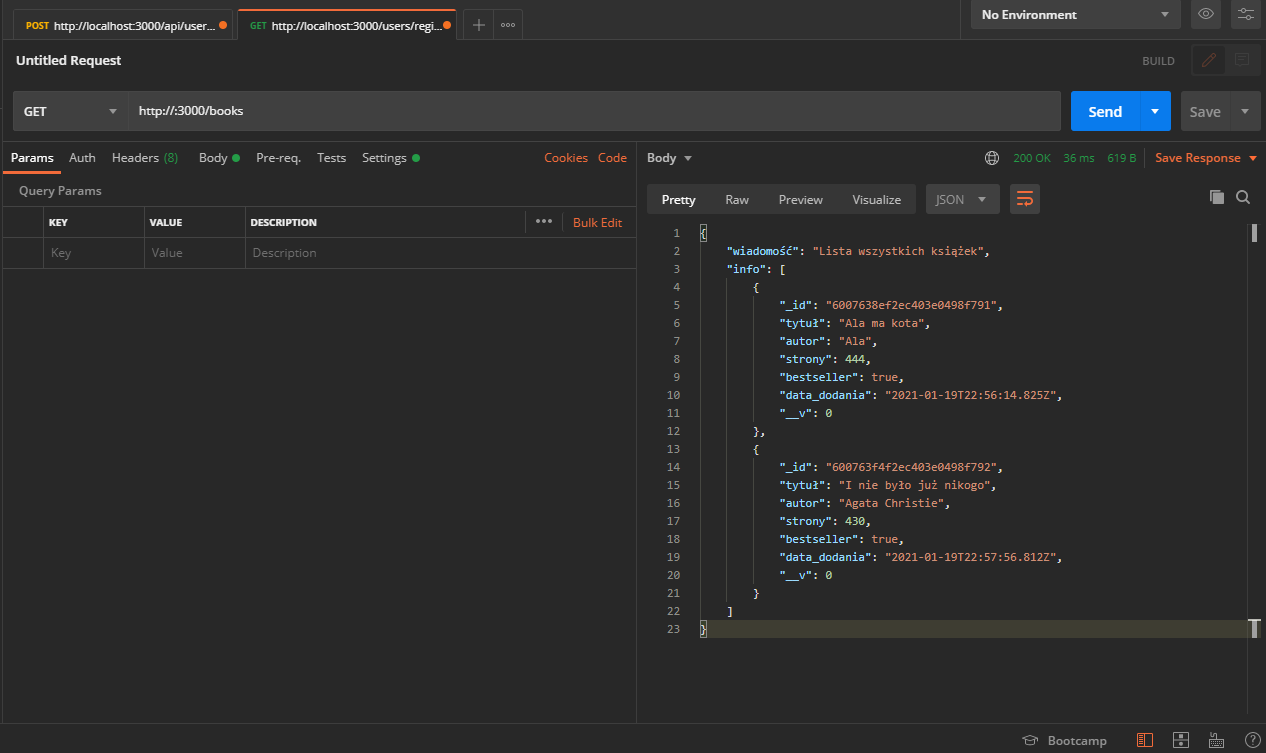 POST http://localhost:3000/api/user...
GET http://localhost:3000/users/regi...
No Environment
Untitled Request
BUILD
GET
http://:3000/books
Send
Save
Params Auth Headers (8) Body Pre-req. Tests Settings Cookies Code
Query Params
KEY VALUE DESCRIPTION ••• Bulk Edit
Key Value Description
Body 200 OK 36 ms 619 B Save Response
Pretty Raw Preview Visualize JSON
1 {
2 "wiadomość": "Lista wszystkich książek",
3 "info": [
4 {
5 "_id": "6007638ef2ec403e0498f791",
6 "tytuł": "Ala ma kota",
7 "autor": "Ala",
8 "strony": 444,
9 "bestseller": true,
10 "data_dodania": "2021-01-19T22:56:14.825Z",
11 "__v": 0
12 },
13 {
14 "_id": "600763f4f2ec403e0498f792",
15 "tytuł": "I nie było już nikogo",
16 "autor": "Agata Christie",
17 "strony": 430,
18 "bestseller": true,
19 "data_dodania": "2021-01-19T22:57:56.812Z",
20 "__v": 0
21 }
22 ]
23 }
Bootcamp